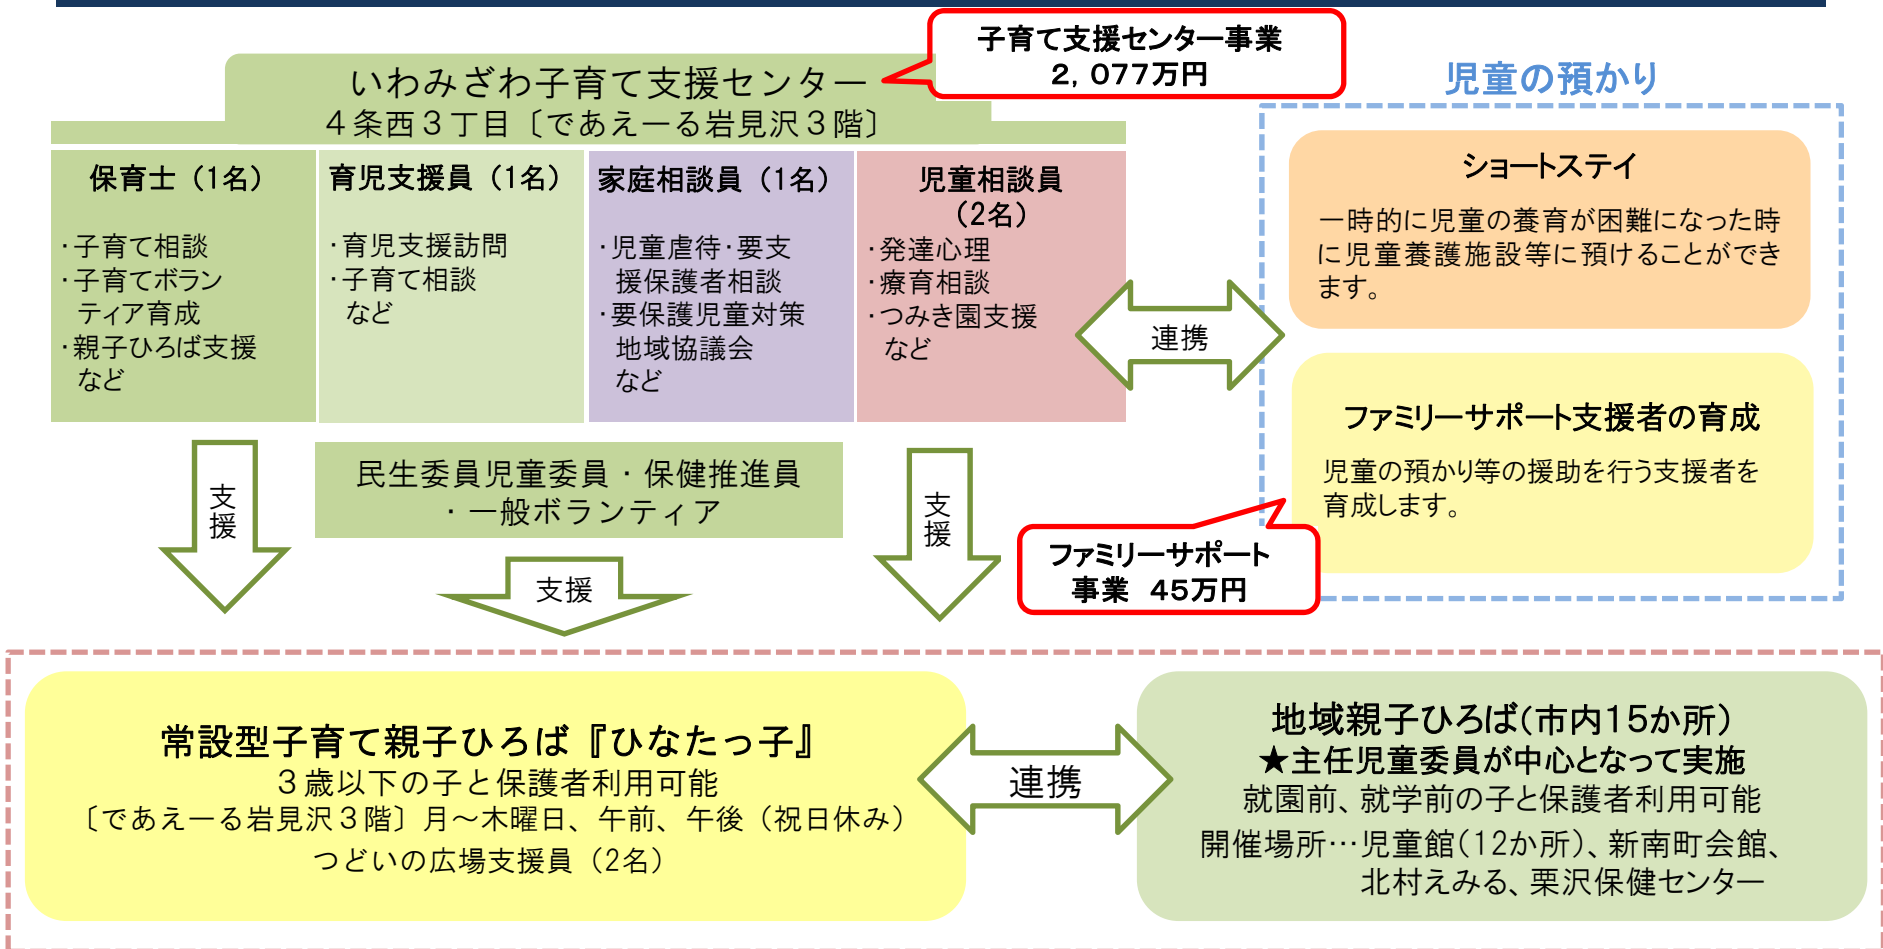 子育て支援センター事業
２，０７７万円
いわみざわ子育て支援センター
４条西３丁目〔であえーる岩見沢３階〕
保育士（1名）
・子育て相談
・子育てボラン
ティア育成
・親子ひろば支援
など
育児支援員（1名）
・育児支援訪問
・子育て相談
など
家庭相談員（1名）
・児童虐待・要支
援保護者相談
・要保護児童対策
地域協議会
など
児童相談員
（2名）
・発達心理
・療育相談
・つみき園支援
など
連携
児童の預かり
ショートステイ
一時的に児童の養育が困難になった時
に児童養護施設等に預けることができ
ます。
ファミリーサポート支援者の育成
児童の預かり等の援助を行う支援者を
育成します。
ファミリーサポート
事業　４５万円
支援
民生委員児童委員・保健推進員
・一般ボランティア
支援
支援
常設型子育て親子ひろば『ひなたっ子』
３歳以下の子と保護者利用可能
〔であえーる岩見沢３階〕月～木曜日、午前、午後（祝日休み）
つどいの広場支援員（2名）
連携
地域親子ひろば(市内15か所)
★主任児童委員が中心となって実施
就園前、就学前の子と保護者利用可能
開催場所…児童館(12か所)、新南町会館、
北村えみる、栗沢保健センター